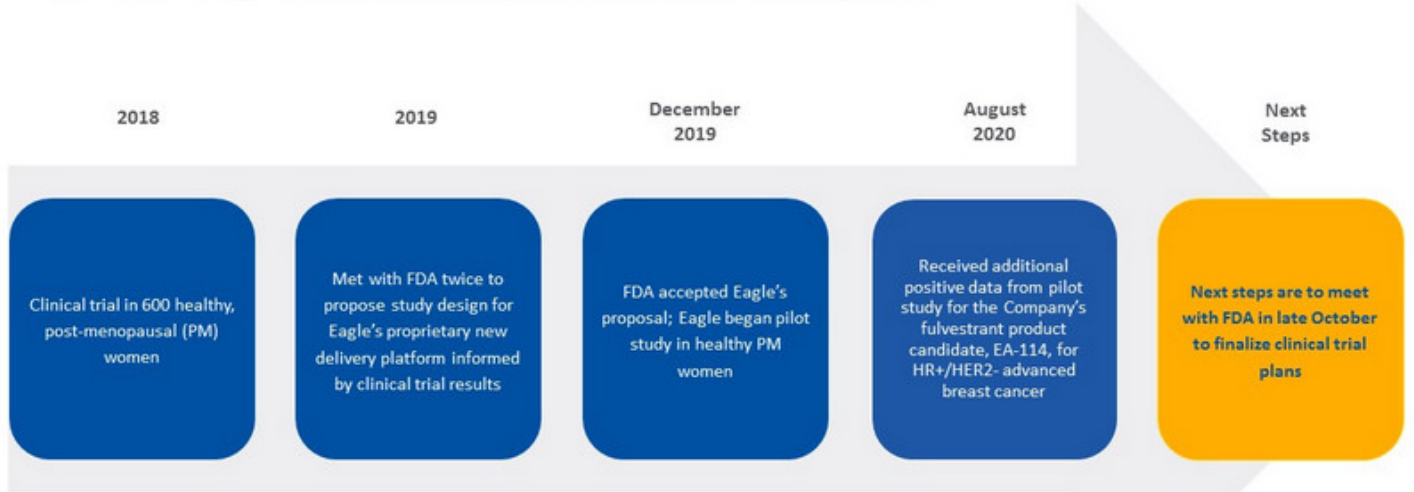 2018
2019
December
2019
August
2020
Next
Steps
Clinical trial in 600 healthy,
post-menopausal (PM)
women
Met with FDA twice to
propose study design for
Eagle's proprietary new
delivery platform informed
by clinical trial results
FDA accepted Eagle's
proposal; Eagle began pilot
study in healthy PM
women
Received additional
positive data from pilot
study for the Company's
fulvestrant product
candidate, EA-114, for
HR+/HER2- advanced
breast cancer
Next steps are to meet
with FDA in late October
to finalize clinical trial
plans